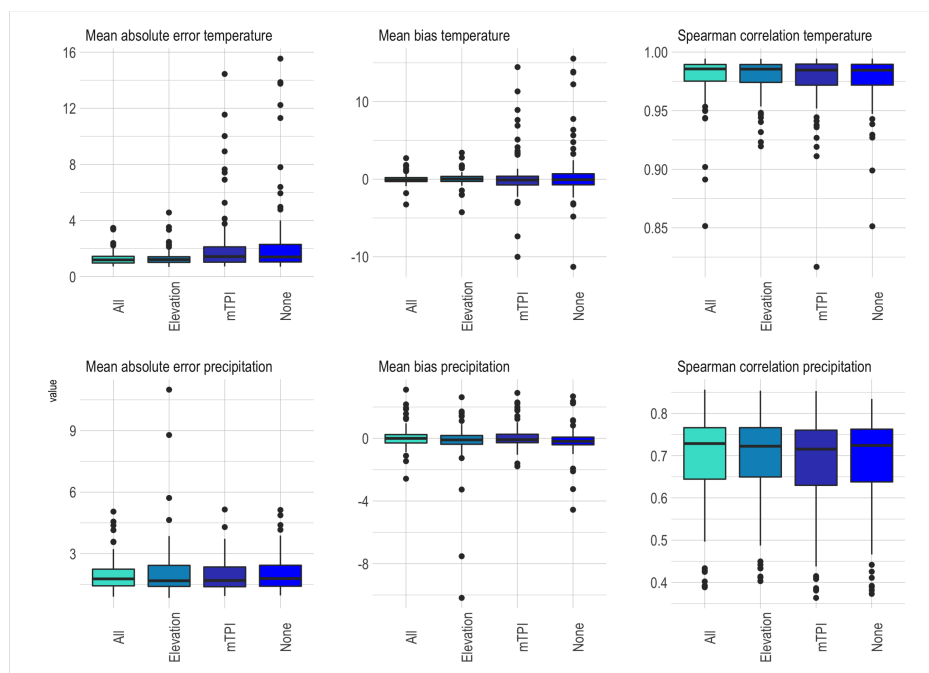 Mean absolute error temperature
16
12
8
4
0
All
Elevation
mTPI
None
Mean bias temperature
10
0
-10
All
Elevation
mTPI
None
Spearman correlation temperature
1.00
0.95
0.90
0.85
All
Elevation
mTPI
None
value
Mean absolute error precipitation
9
6
3
All
Elevation
mTPI
None
Mean bias precipitation
0
-4
-8
All
Elevation
mTPI
None
Spearman correlation precipitation
0.8
0.7
0.6
0.5
0.4
All
Elevation
mTPI
None